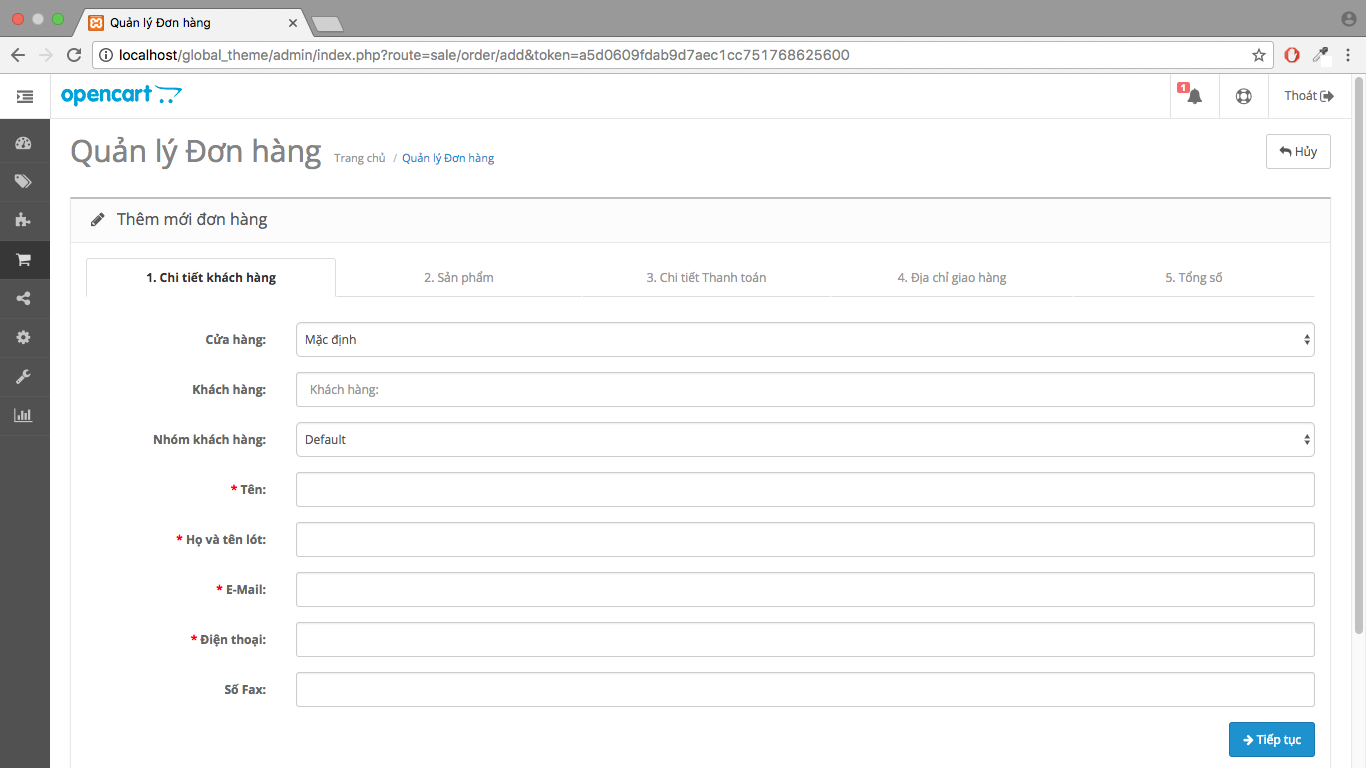 Quản lý Đơn hàng
localhost/global_theme/admin/index.php?route=sale/order/add&token=a5d0609fdab9d7aec1cc751768625600
opencart
1
Thoát
Quản lý Đơn hàng Trang chủ / Quản lý Đơn hàng
Hủy
Thêm mới đơn hàng
1. Chi tiết khách hàng 2. Sản phẩm 3. Chi tiết Thanh toán 4. Địa chỉ giao hàng 5. Tổng số
Cửa hàng: Mặc định
Khách hàng: Khách hàng:
Nhóm khách hàng: Default
* Tên:
* Họ và tên lót:
* E-Mail:
* Điện thoại:
Số Fax:
Tiếp tục